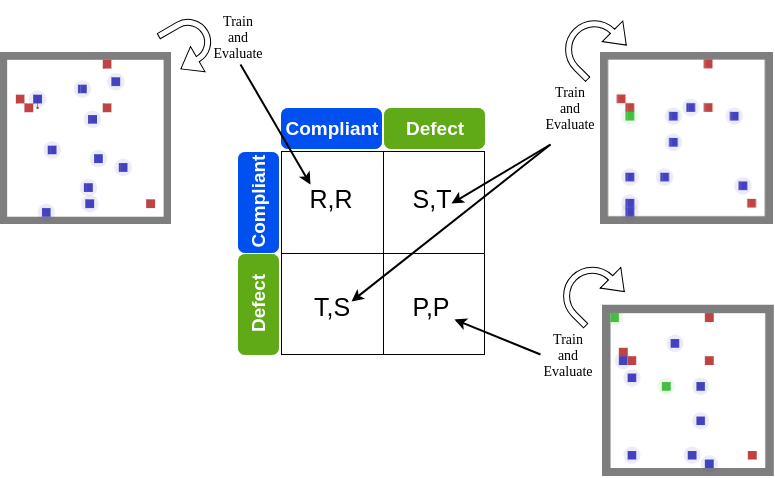 Train
and
Evaluate
Train
and
Evaluate
Compliant
Defect
Compliant
R,R
S,T
Defect
T,S
P,P
Train
and
Evaluate